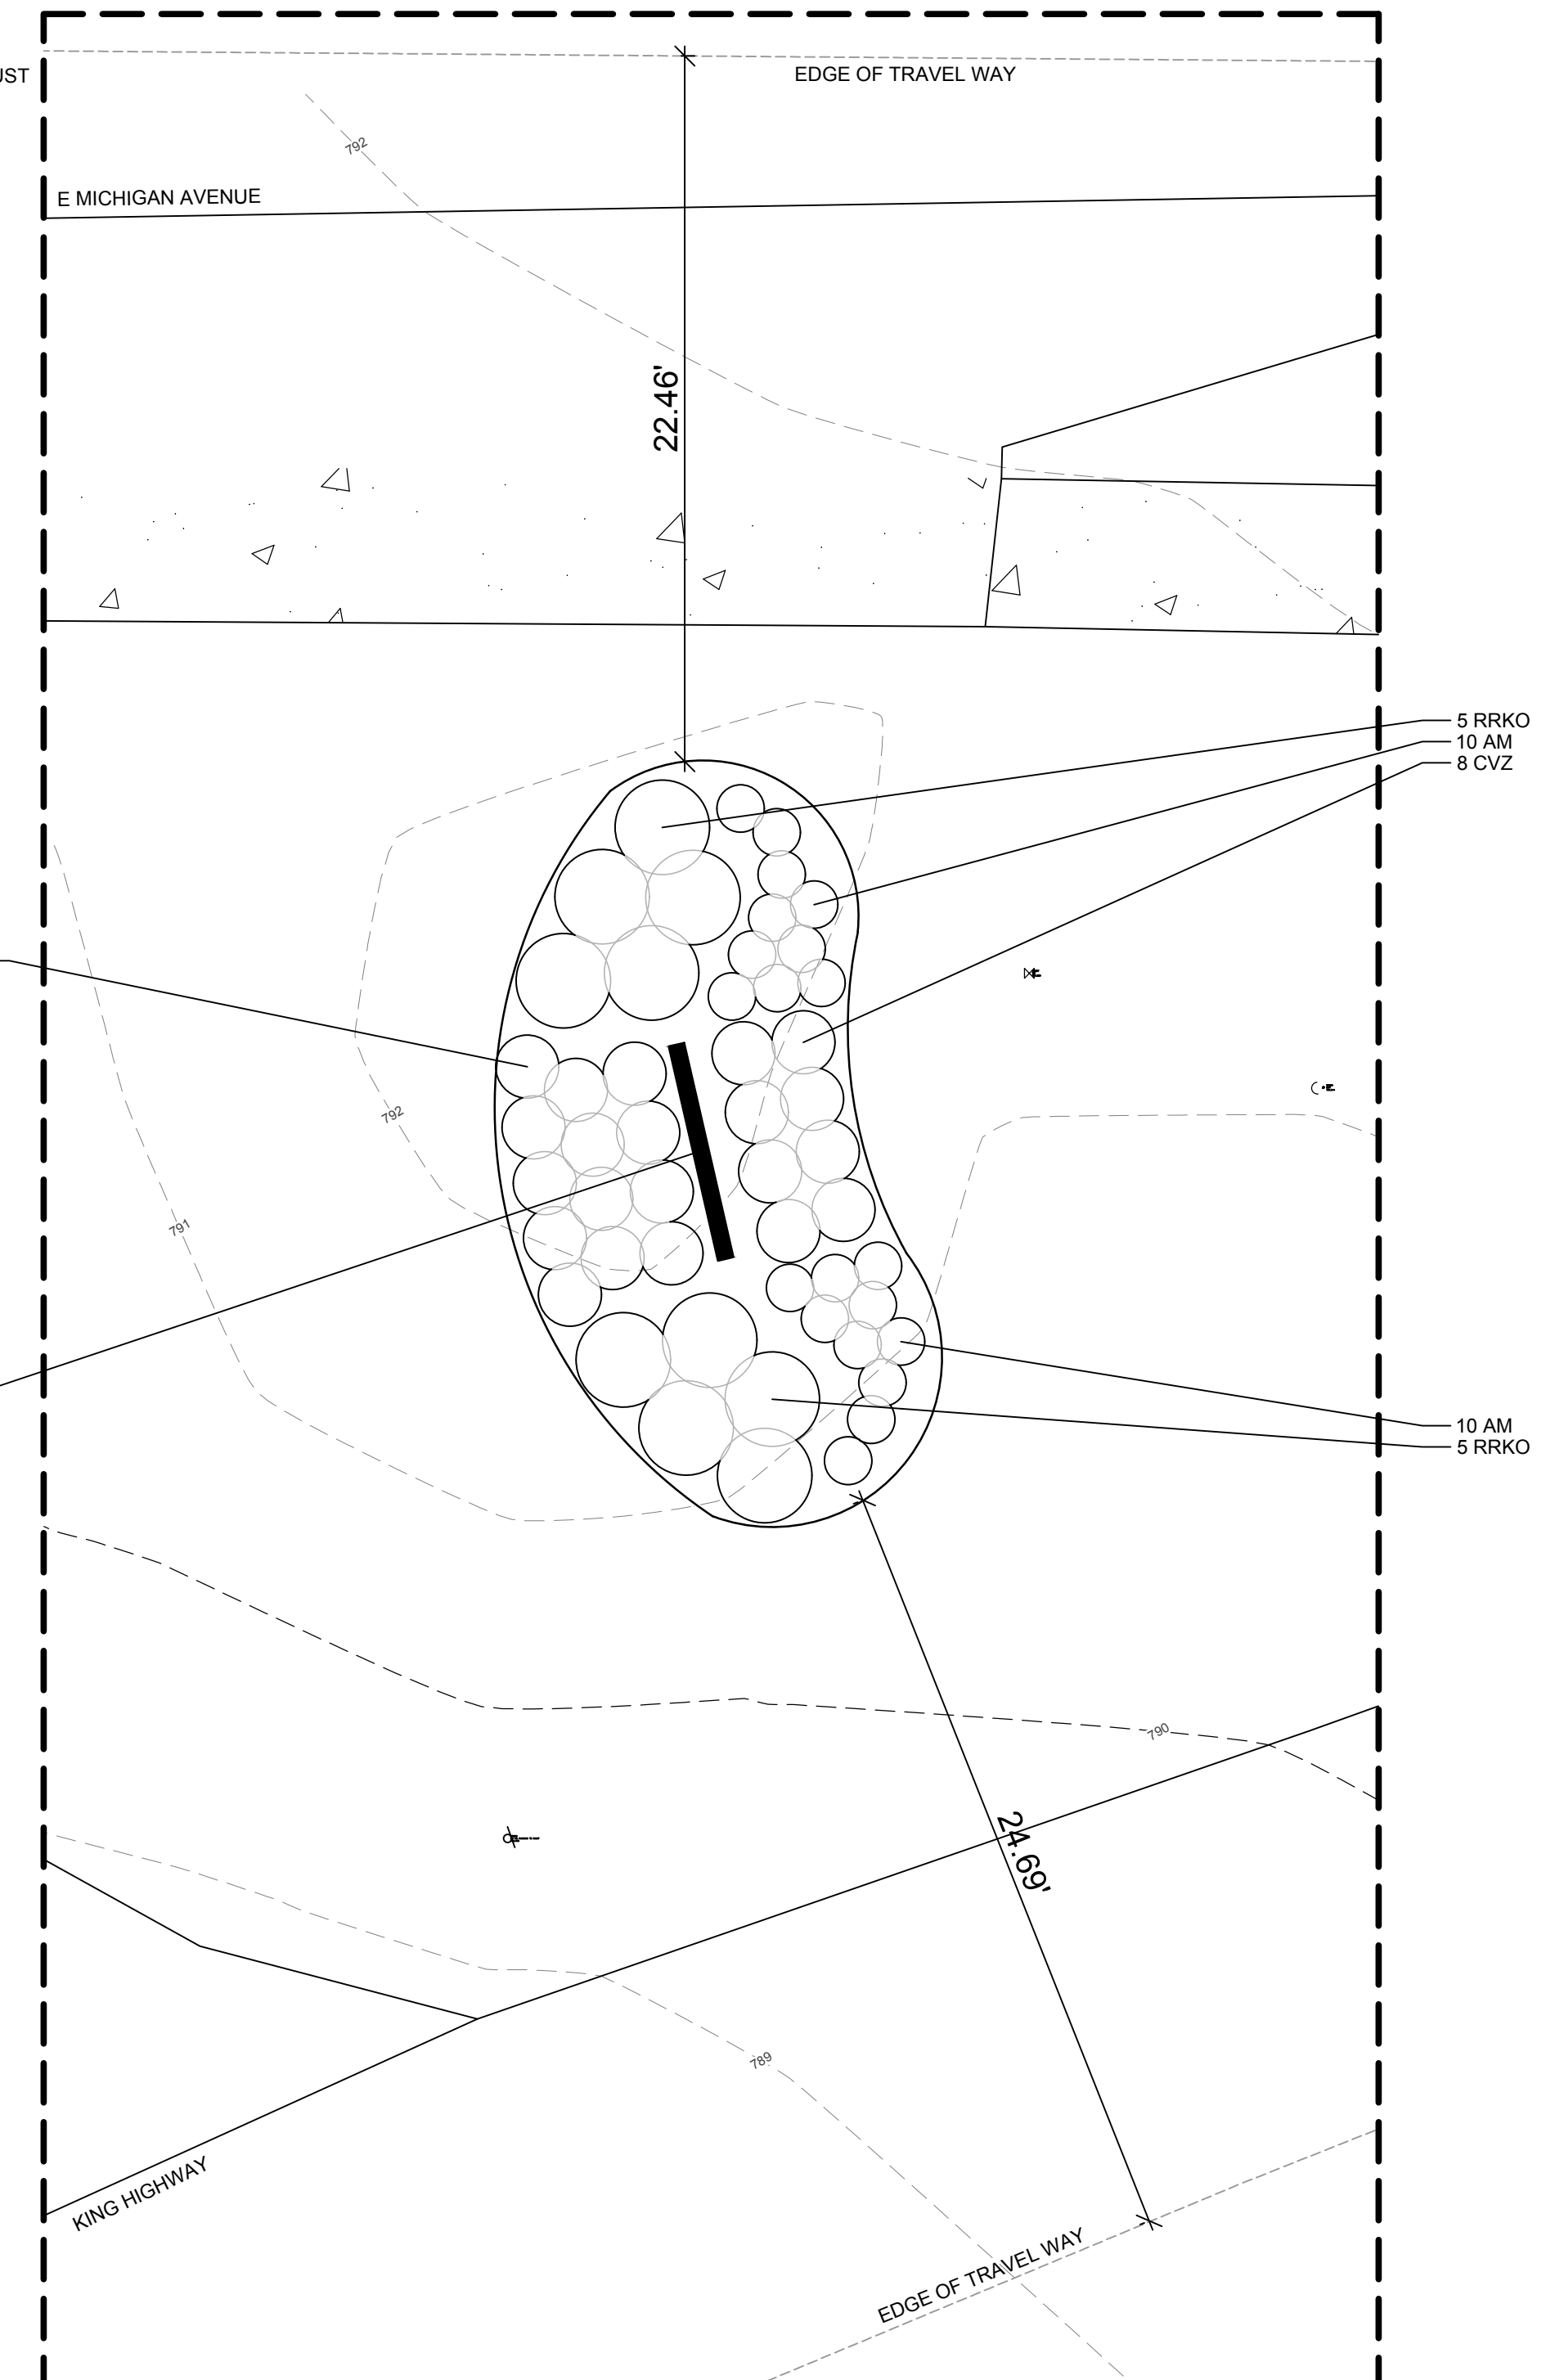 UST
EDGE OF TRAVEL WAY
792
E MICHIGAN AVENUE
22.46'
5 RRKO
10 AM
8 CVZ
792
791
10 AM
5 RRKO
790
24.69'
789
KING HIGHWAY
EDGE OF TRAVEL WAY